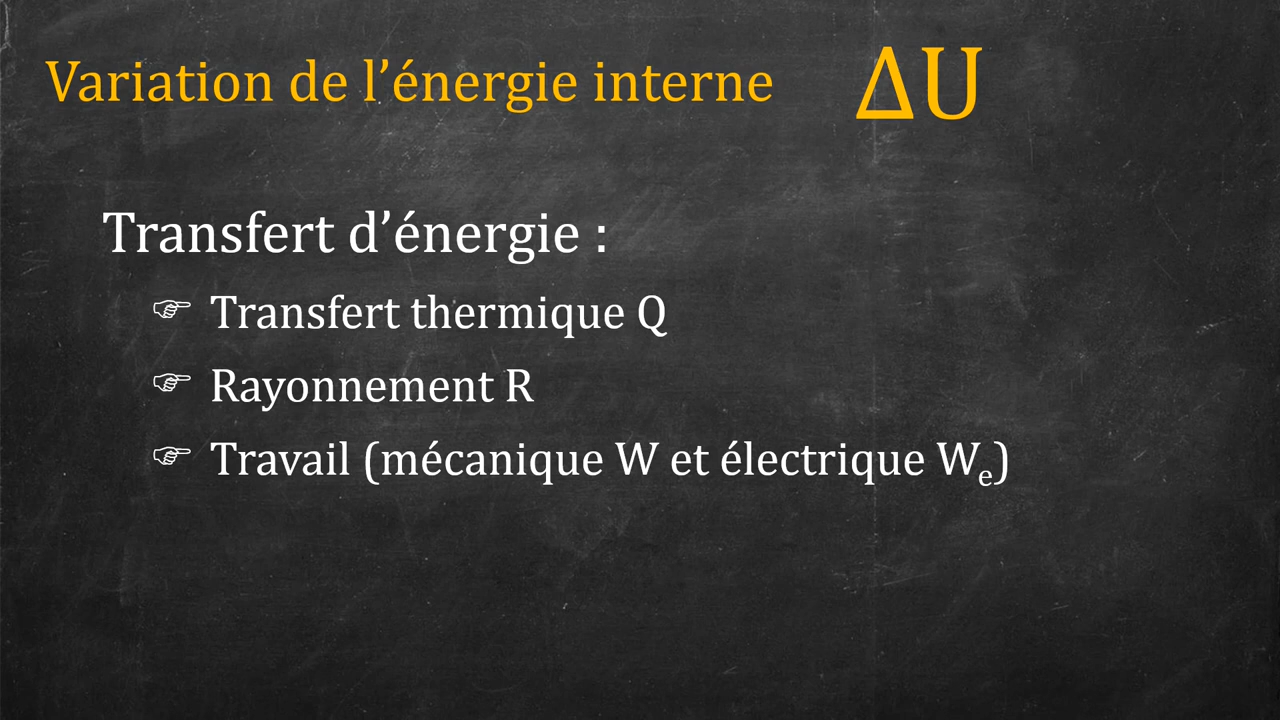 Variation de l’énergie interne ΔU
Transfert d’énergie :
☞ Transfert thermique Q
☞ Rayonnement R
☞ Travail (mécanique W et électrique Wₑ)